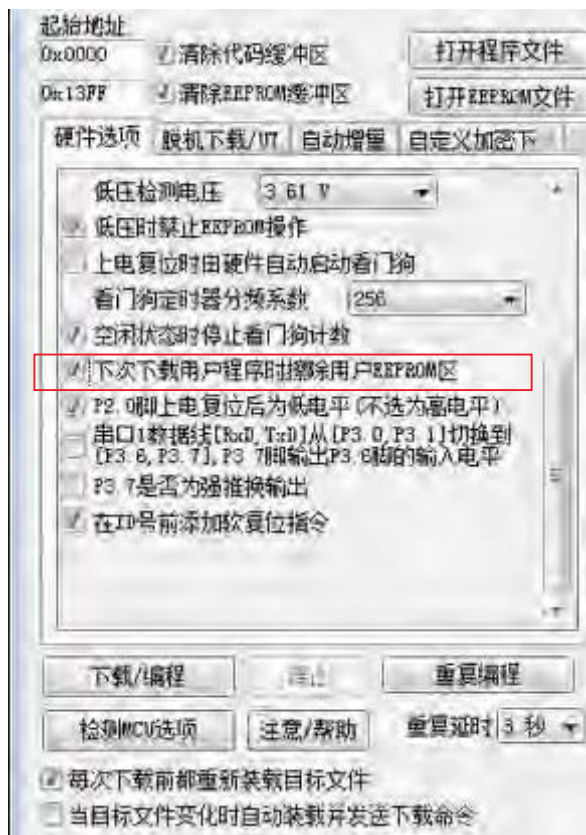 起始地址
0x0000 清除代码缓冲区 打开程序文件
0x13FF 清除EEPROM缓冲区 打开EEPROM文件
硬件选项 脱机下载/U7 自动增量 自定义加密下
低压检测电压 3.61 V
低压时禁止EEPROM操作
上电复位时由硬件自动启动看门狗
看门狗定时器分频系数 256
空闲状态时停止看门狗计数
下次下载用户程序时擦除用户EEPROM区
P2.0脚上电复位后为低电平(不选为高电平)
串口1数据线[RxD,TxD]从[P3.0,P3.1]切换到
[P3.6,P3.7],P3.7脚输出P3.6脚的输入电平
P3.7是否为强推挽输出
在ID号前添加软复位指令
下载/编程 停止 重复编程
检测MCU选项 注意/帮助 重复延时 3 秒
每次下载前都重新装载目标文件
当目标文件变化时自动装载并发送下载命令